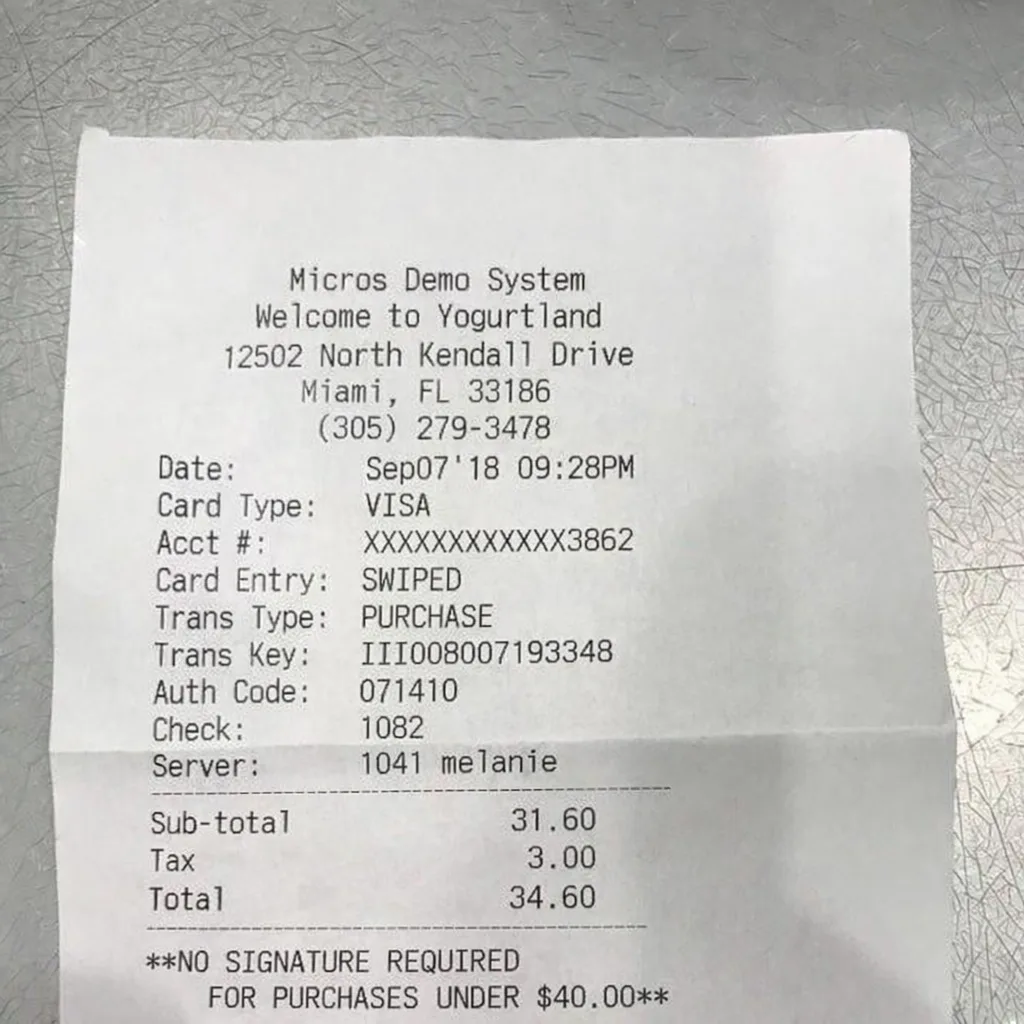 Micros Demo System
Welcome to Yogurtland
12502 North Kendall Drive
Miami, FL 33186
(305) 279-3478
Date: Sep07'18 09:28PM
Card Type: VISA
Acct #: XXXXXXXXXXXX3862
Card Entry: SWIPED
Trans Type: PURCHASE
Trans Key: III008007193348
Auth Code: 071410
Check: 1082
Server: 1041 melanie
Sub-total 31.60
Tax 3.00
Total 34.60
**NO SIGNATURE REQUIRED
FOR PURCHASES UNDER $40.00**